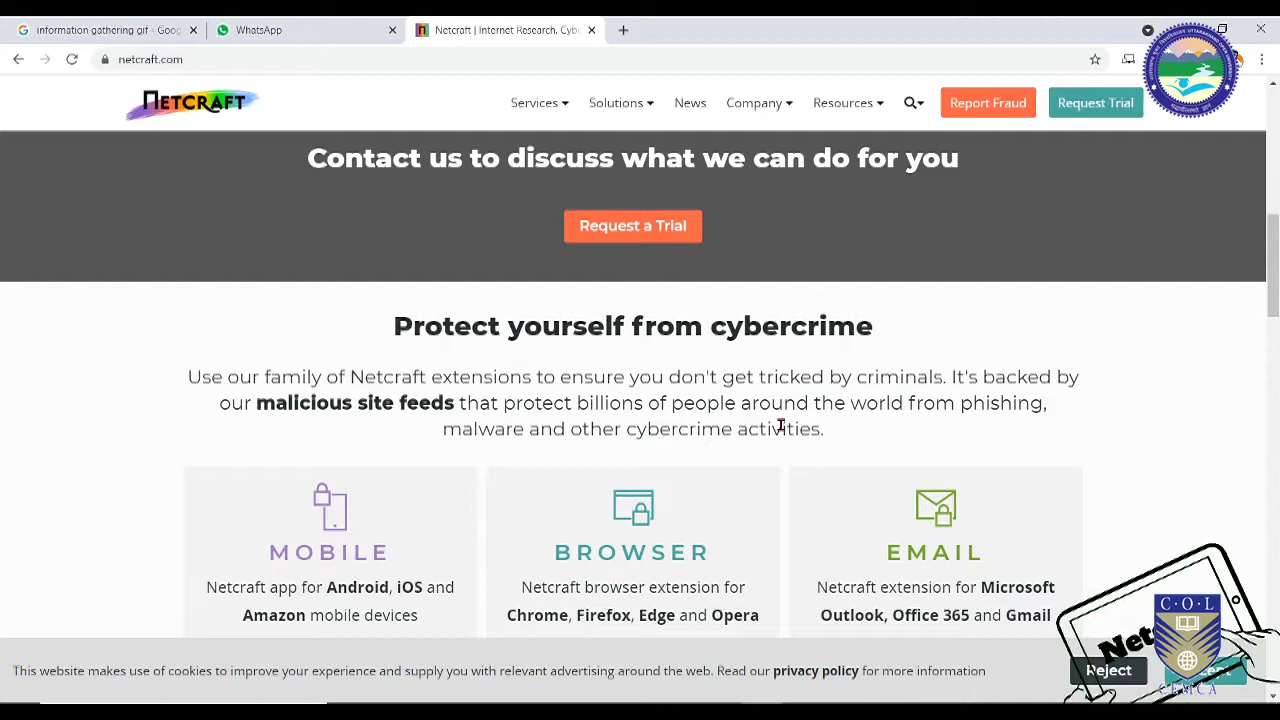 information gathering gif - Goog
WhatsApp
Netcraft | Internet Research, Cybe
netcraft.com
NETCRAFT
Services
Solutions
News
Company
Resources
Report Fraud
Request Trial
Contact us to discuss what we can do for you
Request a Trial
Protect yourself from cybercrime
Use our family of Netcraft extensions to ensure you don't get tricked by criminals. It's backed by
our malicious site feeds that protect billions of people around the world from phishing,
malware and other cybercrime activities.
MOBILE
Netcraft app for Android, iOS and
Amazon mobile devices
BROWSER
Netcraft browser extension for
Chrome, Firefox, Edge and Opera
EMAIL
Netcraft extension for Microsoft
Outlook, Office 365 and Gmail
This website makes use of cookies to improve your experience and supply you with relevant advertising around the web. Read our privacy policy for more information
Reject
C·O·L
CEMCA